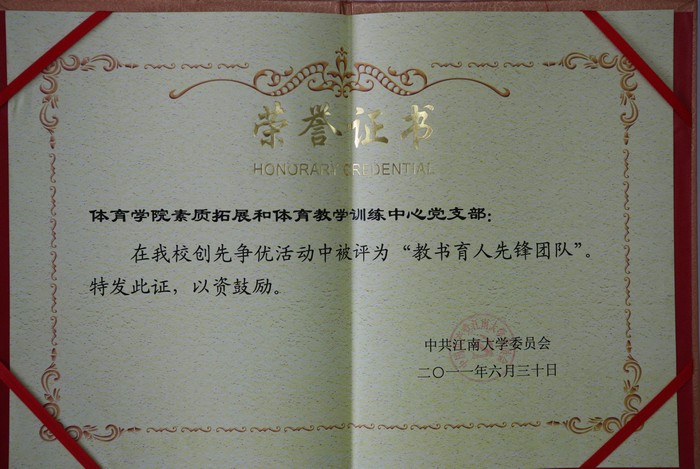 荣誉证书
HONORARY CREDENTIAL
体育学院素质拓展和体育教学训练中心党支部：
在我校创先争优活动中被评为“教书育人先锋团队”。
特发此证，以资鼓励。
中共江南大学委员会
二〇一一年六月三十日